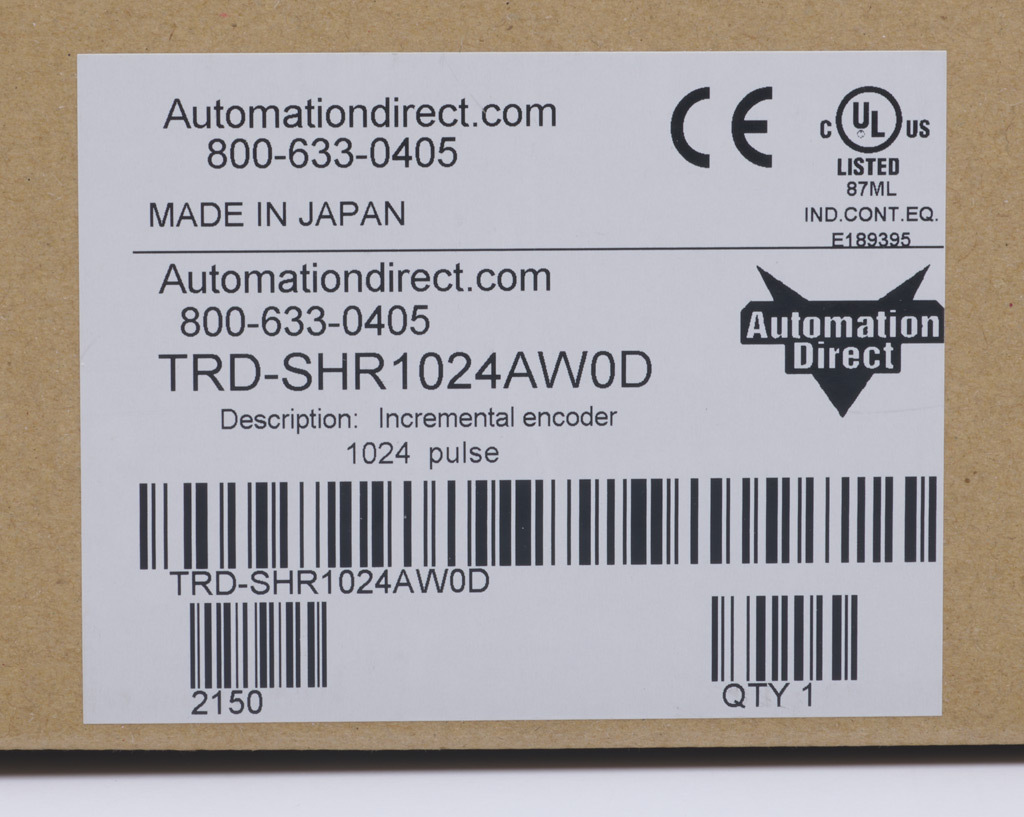 Automationdirect.com
800-633-0405
MADE IN JAPAN
CE
C UL US
LISTED
87ML
IND.CONT.EQ.
E189395
Automationdirect.com
800-633-0405
TRD-SHR1024AW0D
Description: Incremental encoder
1024 pulse
Automation
Direct
TRD-SHR1024AW0D
2150
QTY 1